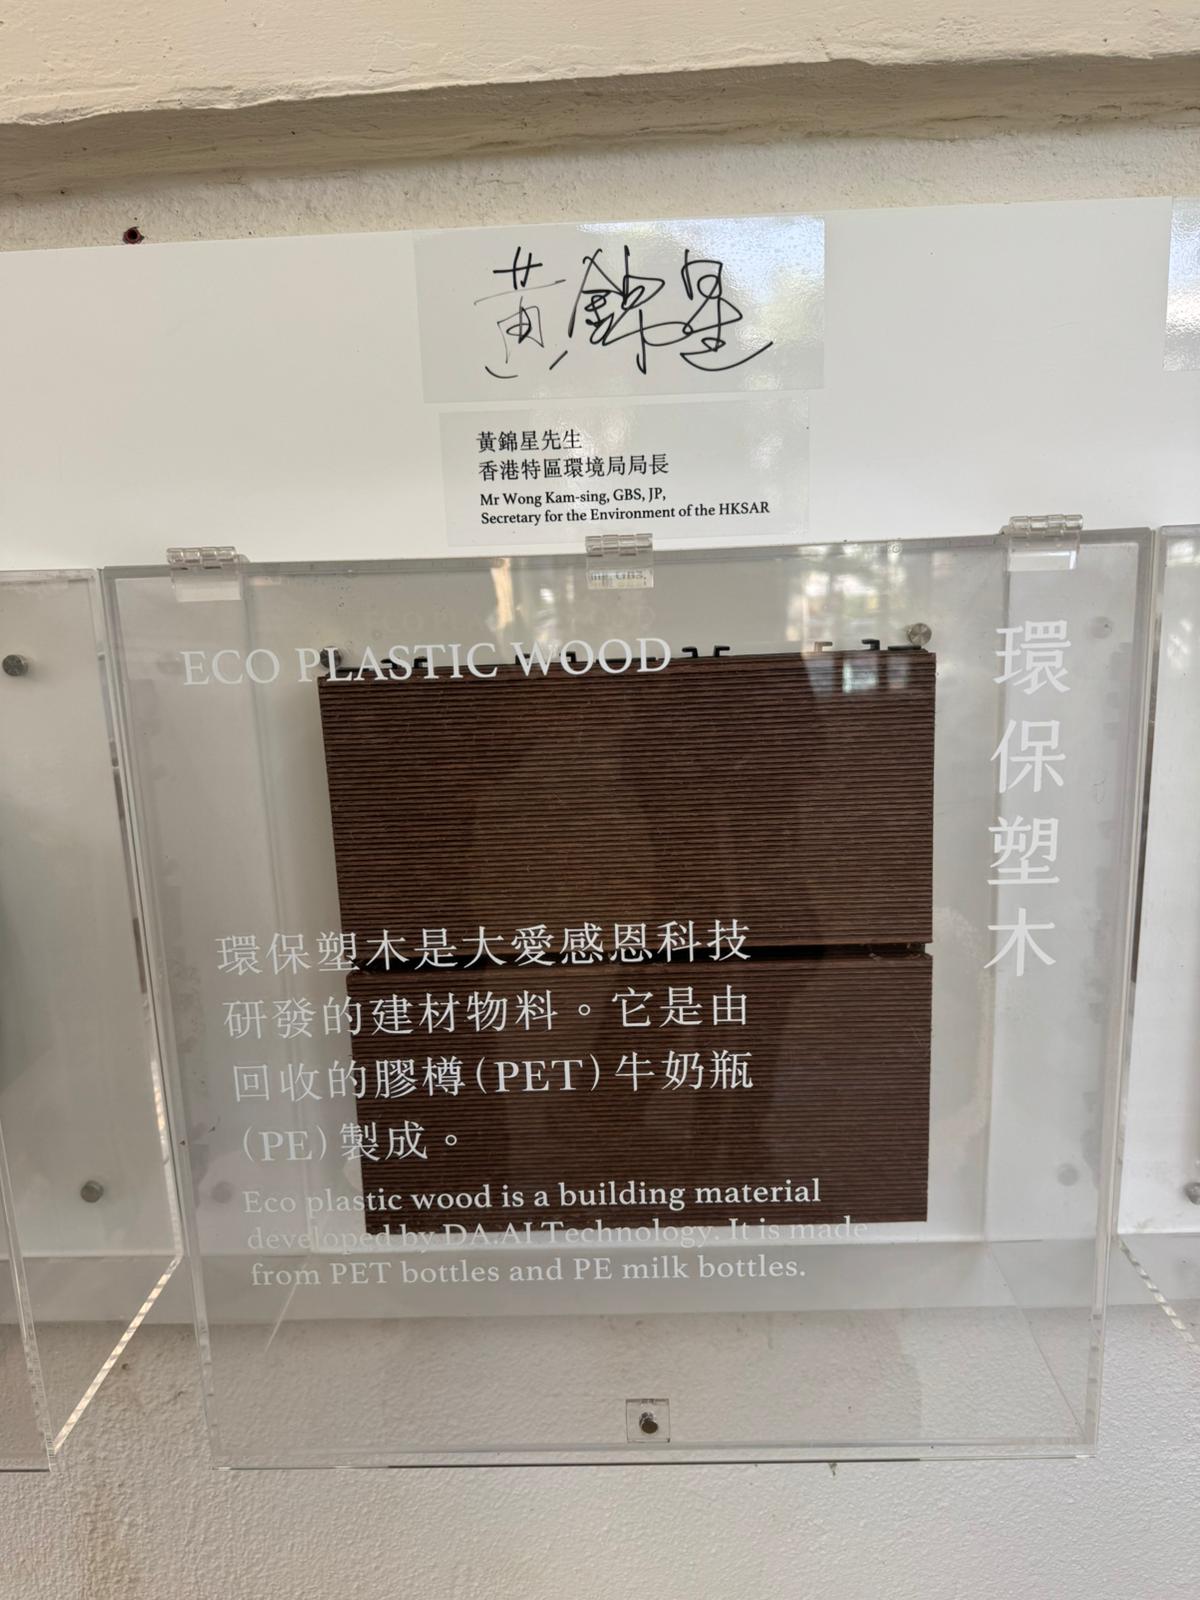 黃錦星
黃錦星先生
香港特區環境局局長
Mr Wong Kam-sing, GBS, JP,
Secretary for the Environment of the HKSAR
ECO PLASTIC WOOD
環保塑木
環保塑木是大愛感恩科技
研發的建材物料。它是由
回收的膠樽(PET)牛奶瓶
(PE)製成。
Eco plastic wood is a building material
developed by DA.AI Technology. It is made
from PET bottles and PE milk bottles.